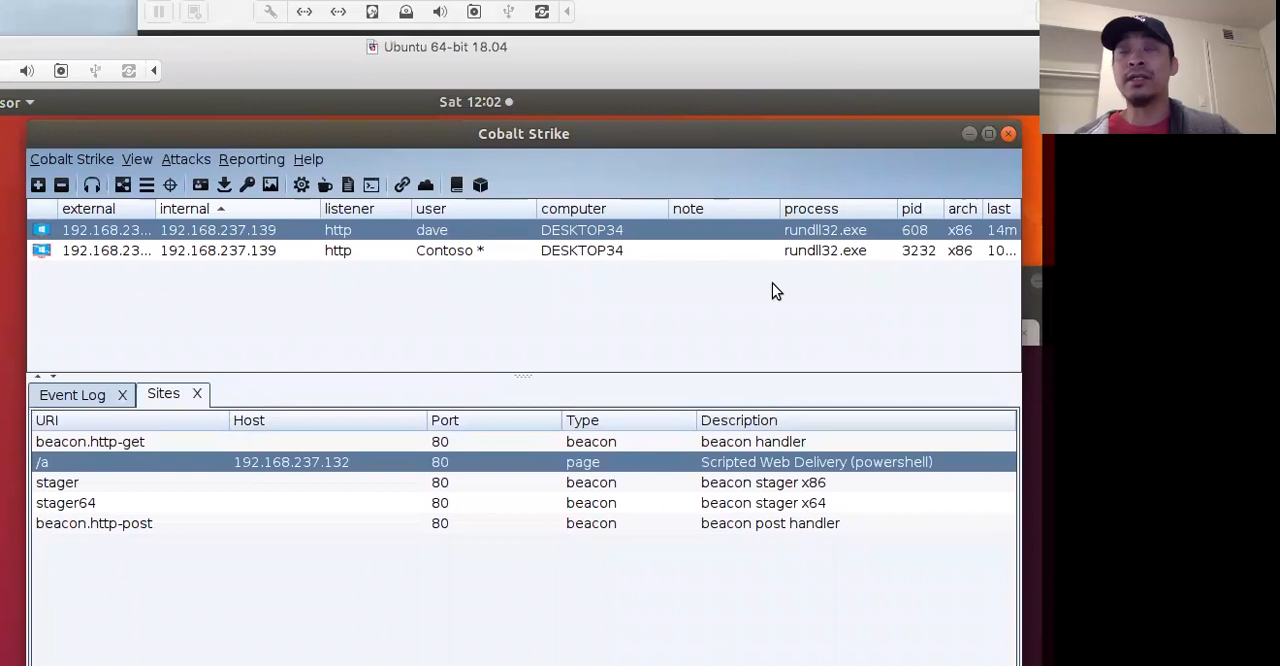 Ubuntu 64-bit 18.04
sor
Sat 12:02
Cobalt Strike
Cobalt Strike View Attacks Reporting Help
external internal listener user computer note process pid arch last
192.168.23... 192.168.237.139 http dave DESKTOP34 rundll32.exe 608 x86 14m
192.168.23... 192.168.237.139 http Contoso * DESKTOP34 rundll32.exe 3232 x86 10...
Event Log X Sites X
URI Host Port Type Description
beacon.http-get 80 beacon beacon handler
/a 192.168.237.132 80 page Scripted Web Delivery (powershell)
stager 80 beacon beacon stager x86
stager64 80 beacon beacon stager x64
beacon.http-post 80 beacon beacon post handler